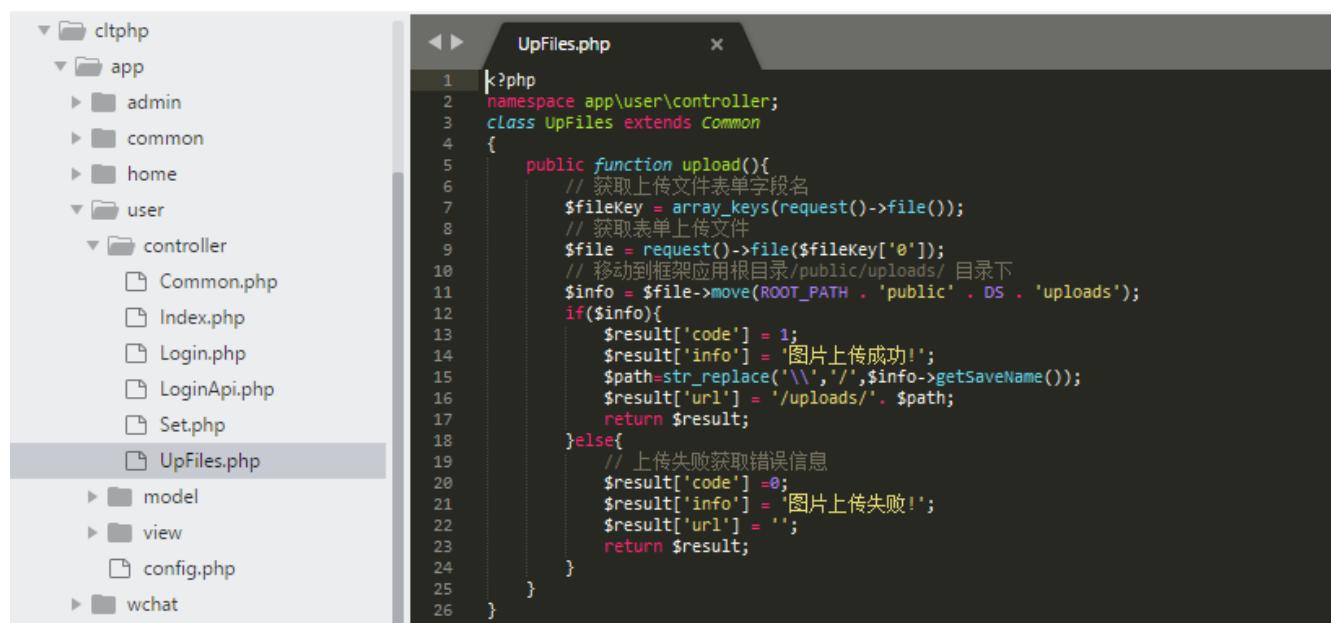 cltphp
app
admin
common
home
user
controller
Common.php
Index.php
Login.php
LoginApi.php
Set.php
UpFiles.php
model
view
config.php
wchat
UpFiles.php ×
1 <?php
2 namespace app\user\controller;
3 class UpFiles extends Common
4 {
5 public function upload(){
6 // 获取上传文件表单字段名
7 $fileKey = array_keys(request()->file());
8 // 获取表单上传文件
9 $file = request()->file($fileKey['0']);
10 // 移动到框架应用根目录/public/uploads/ 目录下
11 $info = $file->move(ROOT_PATH . 'public' . DS . 'uploads');
12 if($info){
13 $result['code'] = 1;
14 $result['info'] = '图片上传成功!';
15 $path=str_replace('\\','/',$info->getSaveName());
16 $result['url'] = '/uploads/'. $path;
17 return $result;
18 }else{
19 // 上传失败获取错误信息
20 $result['code'] =0;
21 $result['info'] = '图片上传失败!';
22 $result['url'] = '';
23 return $result;
24 }
25 }
26 }